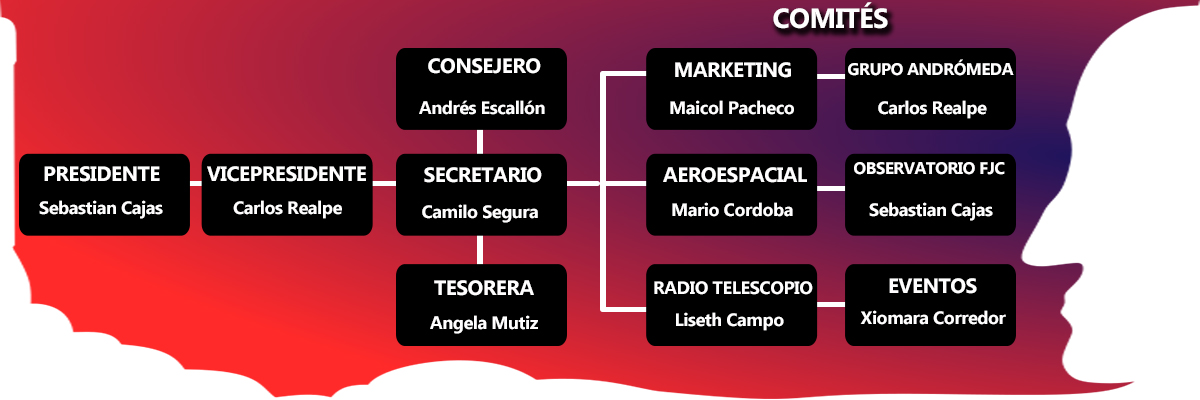 COMITÉS
CONSEJERO
Andrés Escallón
MARKETING
Maicol Pacheco
GRUPO ANDRÓMEDA
Carlos Realpe
PRESIDENTE
Sebastian Cajas
VICEPRESIDENTE
Carlos Realpe
SECRETARIO
Camilo Segura
AEROESPACIAL
Mario Cordoba
OBSERVATORIO FJC
Sebastian Cajas
TESORERA
Angela Mutiz
RADIO TELESCOPIO
Liseth Campo
EVENTOS
Xiomara Corredor